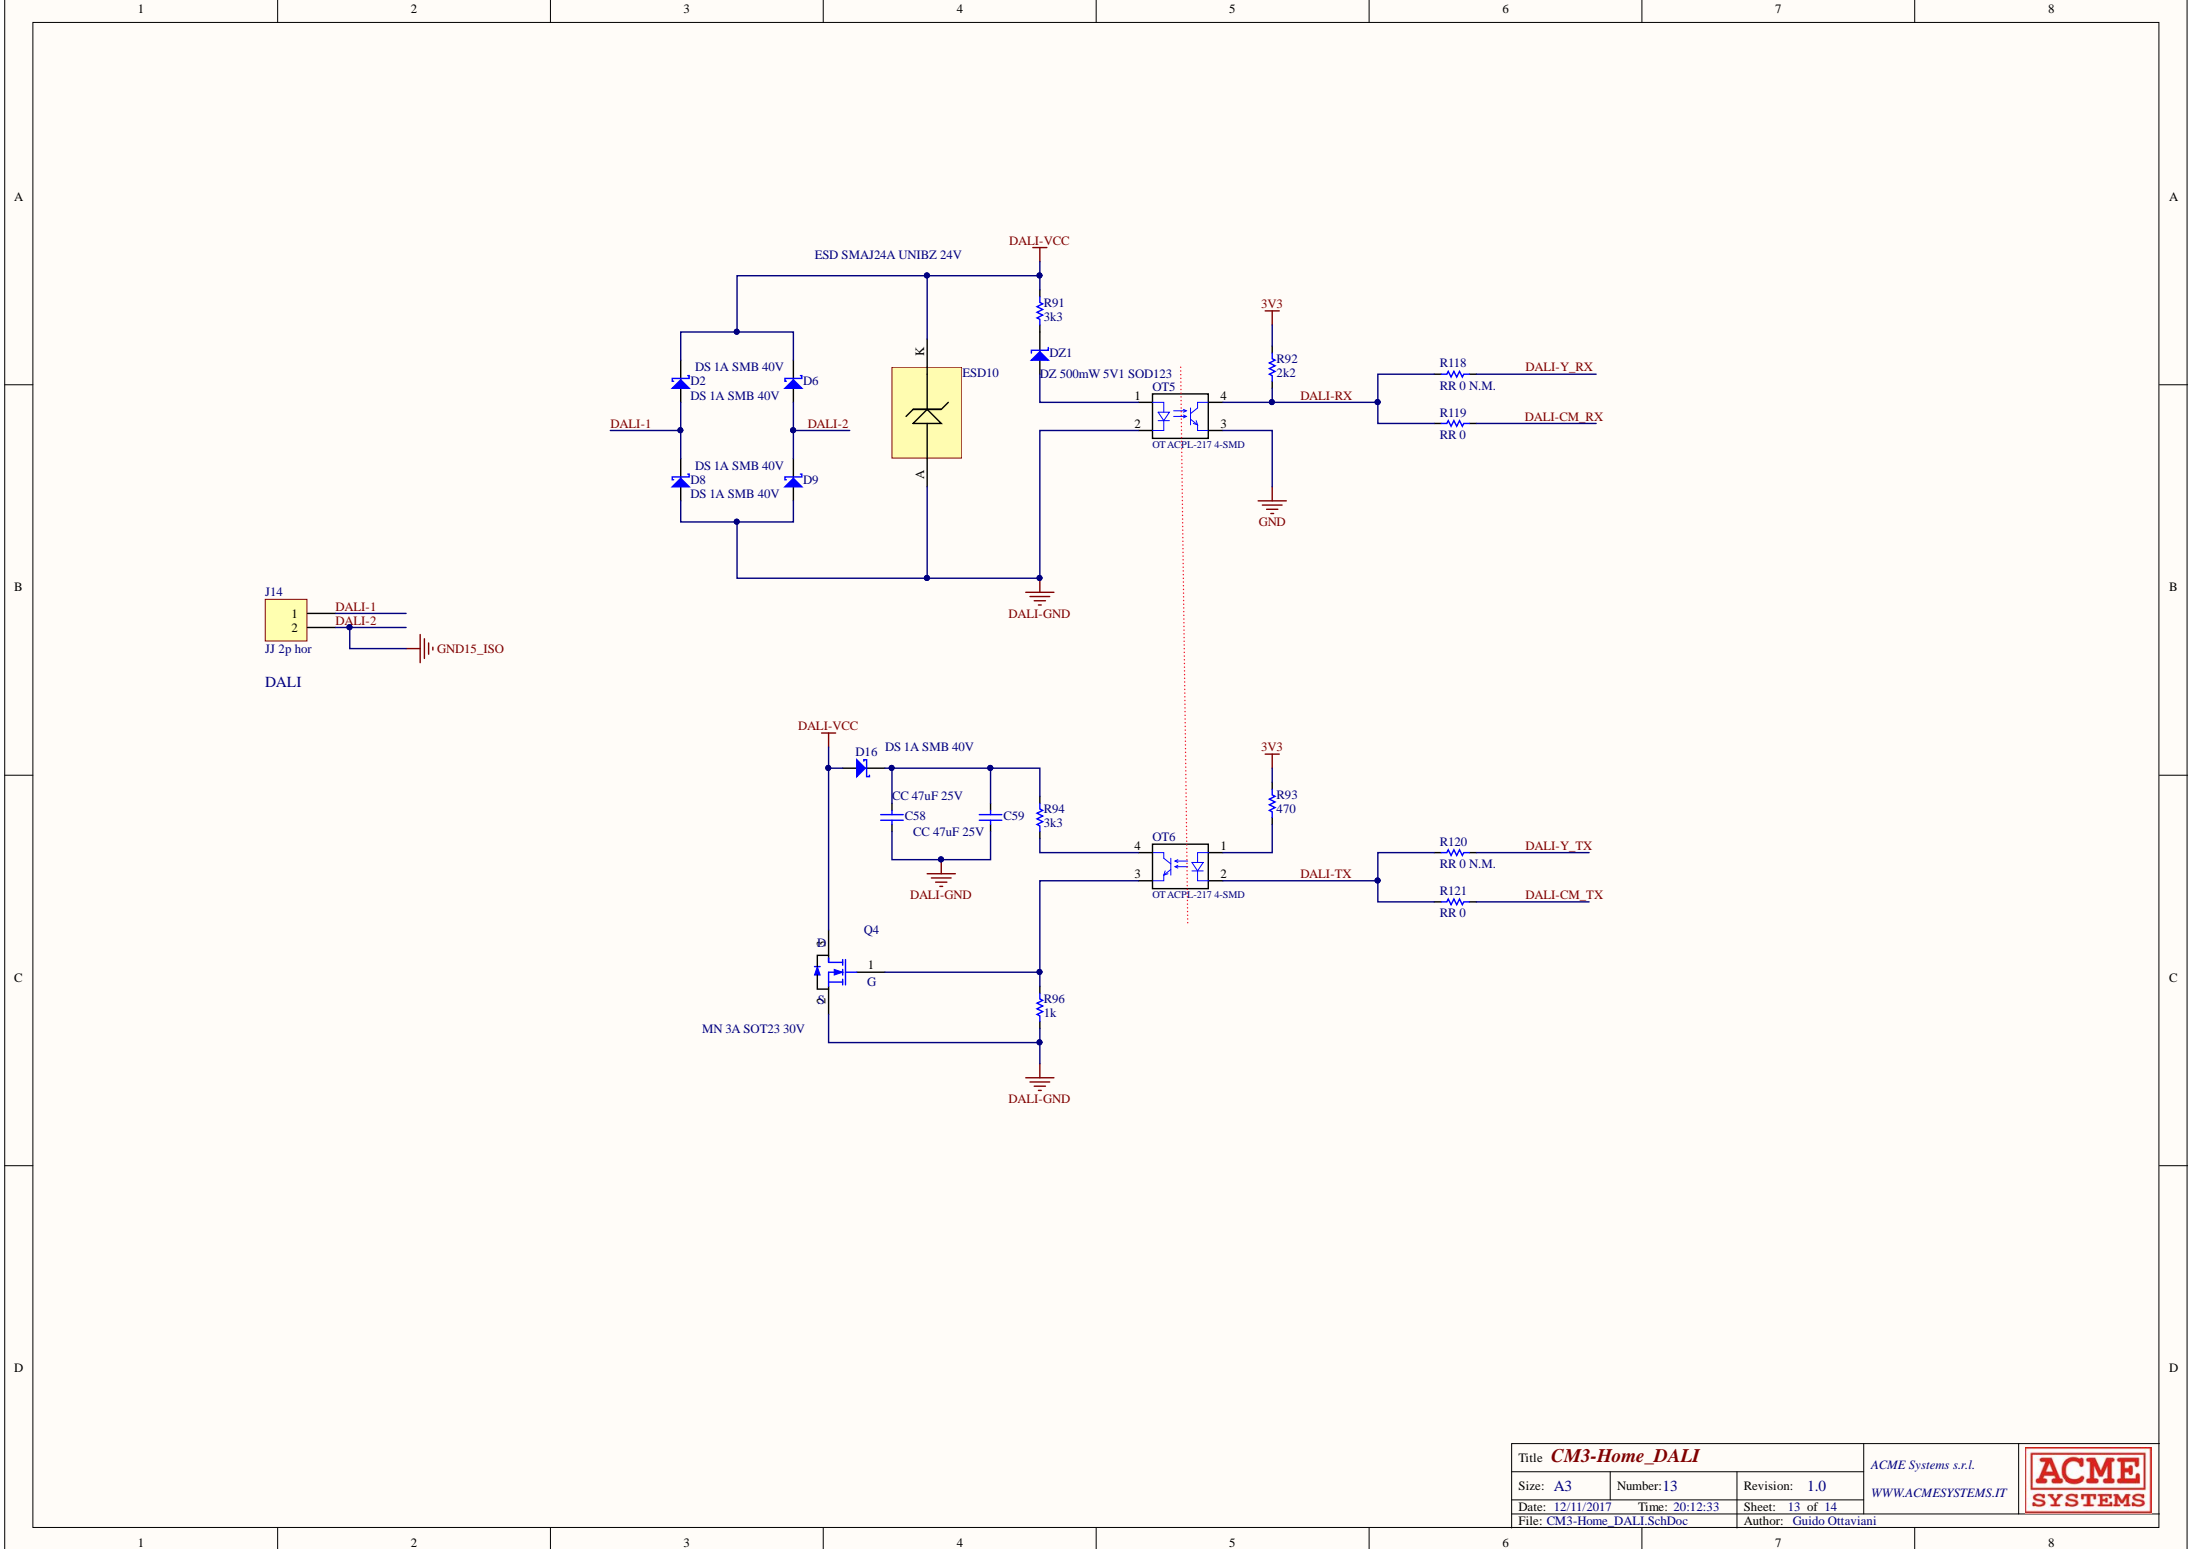 1 2 3 4 5 6 7 8
A
A
DALI-VCC
ESD SMAJ24A UNIBZ 24V
R91
3k3
3V3
K
DZ1
R92
2k2
DS 1A SMB 40V
D2
D6
DS 1A SMB 40V
ESD10
DZ 500mW 5V1 SOD123
OT5
R118
RR 0 N.M.
DALI-Y_RX
1
4
DALI-RX
DALI-1
DALI-2
2
3
R119
RR 0
DALI-CM_RX
OT ACPL-217 4-SMD
DS 1A SMB 40V
A
D8
D9
DS 1A SMB 40V
GND
B
B
J14
1
DALI-1
2
DALI-2
JJ 2p hor
GND15_ISO
DALI-GND
DALI
DALI-VCC
D16
DS 1A SMB 40V
3V3
CC 47uF 25V
C58
C59
CC 47uF 25V
R94
3k3
R93
470
OT6
4
1
3
2
OT ACPL-217 4-SMD
DALI-TX
R120
RR 0 N.M.
DALI-Y_TX
R121
RR 0
DALI-CM_TX
DALI-GND
Q4
D
1
G
S
2
C
C
R96
1k
MN 3A SOT23 30V
DALI-GND
D
D
Title CM3-Home_DALI
ACME Systems s.r.l.
Size: A3 Number:13 Revision: 1.0
WWW.ACMESYSTEMS.IT
ACME
SYSTEMS
Date: 12/11/2017 Time: 20:12:33 Sheet: 13 of 14
File: CM3-Home_DALI.SchDoc Author: Guido Ottaviani
1 2 3 4 5 6 7 8